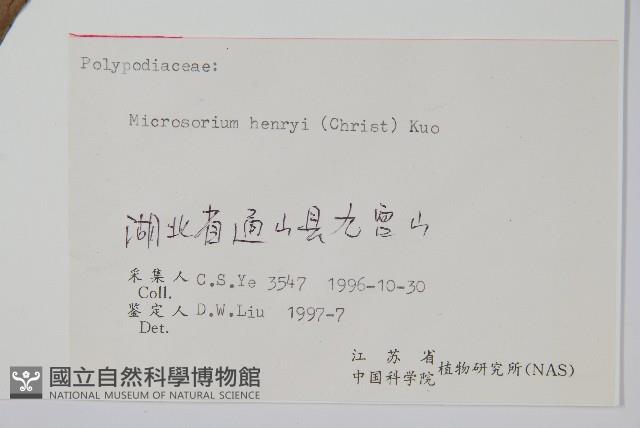 Polypodiaceae:
Microsorium henryi (Christ) Kuo
湖北省通山县九宫山
采集人 C.S.Ye 3547 1996-10-30
Coll.
鉴定人 D.W.Liu 1997-7
Det.
江苏省
中国科学院 植物研究所(NAS)
國立自然科學博物館
NATIONAL MUSEUM OF NATURAL SCIENCE